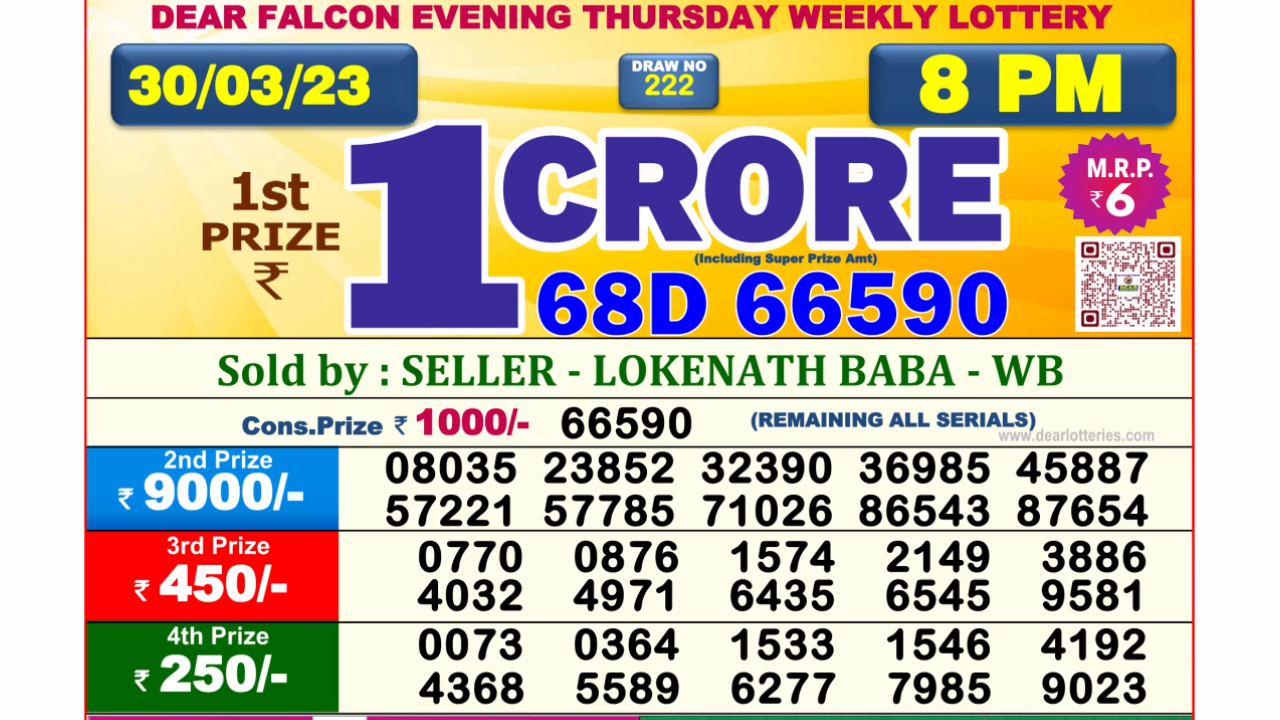 DEAR FALCON EVENING THURSDAY WEEKLY LOTTERY
30/03/23 DRAW NO 222 8 PM
1st PRIZE ₹ 1 CRORE M.R.P. ₹ 6
(Including Super Prize Amt)
68D 66590
Sold by : SELLER - LOKENATH BABA - WB
Cons.Prize ₹ 1000/- 66590 (REMAINING ALL SERIALS)
www.dearlotteries.com
2nd Prize ₹ 9000/-
08035 23852 32390 36985 45887
57221 57785 71026 86543 87654
3rd Prize ₹ 450/-
0770 0876 1574 2149 3886
4032 4971 6435 6545 9581
4th Prize ₹ 250/-
0073 0364 1533 1546 4192
4368 5589 6277 7985 9023